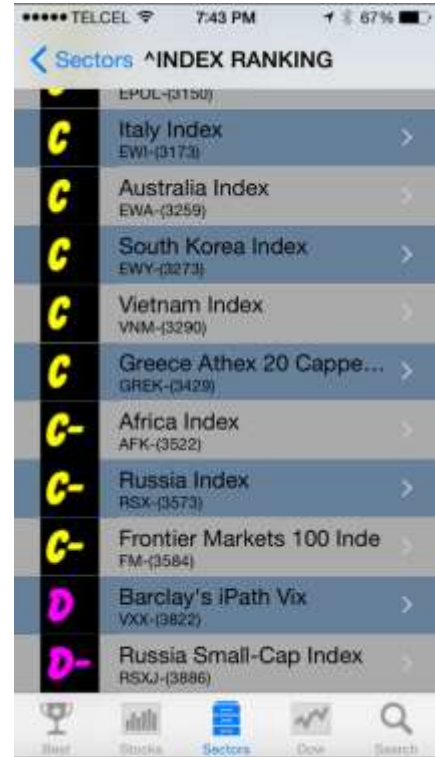 TELCEL 7:43 PM 67%
Sectors ^INDEX RANKING
C EPOL-(3150)
C Italy Index
EWI-(3173)
C Australia Index
EWA-(3259)
C South Korea Index
EWY-(3273)
C Vietnam Index
VNM-(3290)
C Greece Athex 20 Cappe...
GREK-(3429)
C- Africa Index
AFK-(3522)
C- Russia Index
RSX-(3573)
C- Frontier Markets 100 Inde
FM-(3584)
D Barclay's iPath Vix
VXX-(3822)
D- Russia Small-Cap Index
RSXJ-(3886)
Best Stocks Sectors Dow Search